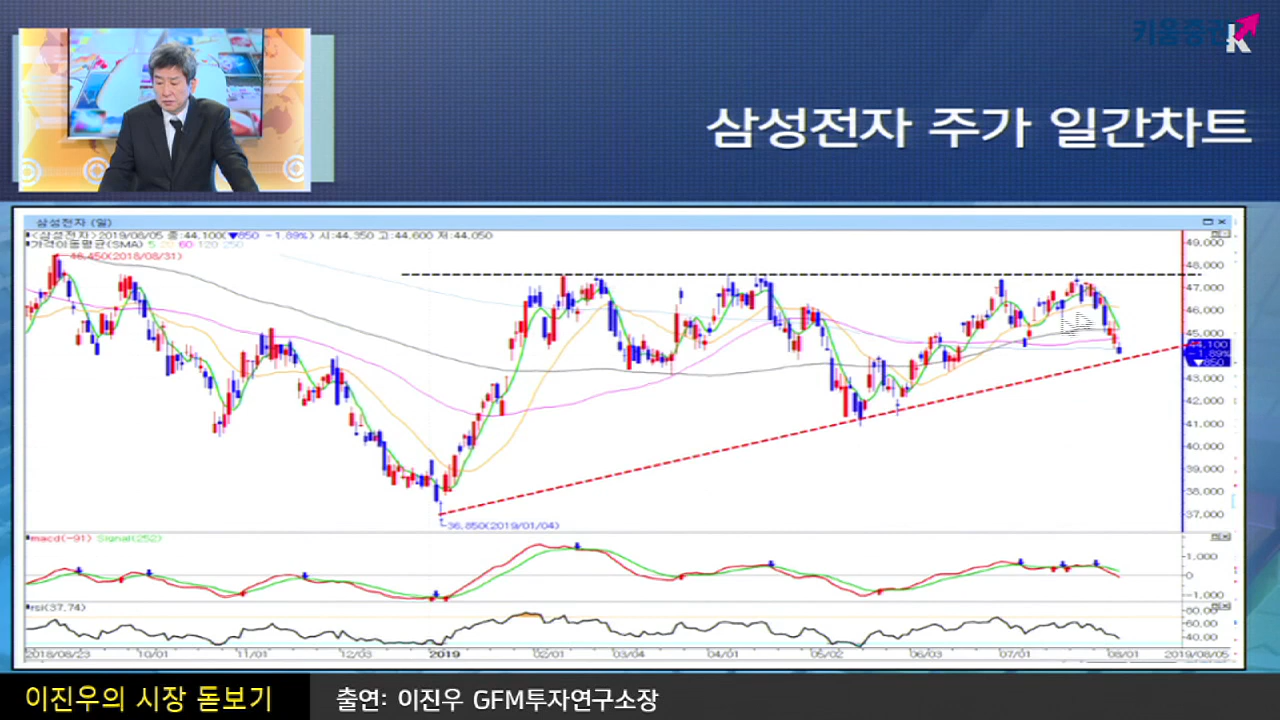 키움증권
K
삼성전자 주가 일간차트
삼성전자 (일)
<삼성전자>2019/08/05 종:44,100(▼850 -1.89%) 시:44,350 고:44,600 저:44,050
가격이동평균(SMA) 5 20 60 120 250
48,450(2018/08/31)
49,000
48,000
47,000
46,000
45,000
44,100
-1.89%
▼850
43,000
42,000
41,000
40,000
39,000
38,000
37,000
36,850(2019/01/04)
macd(-91) Signal(252)
1,000
0
-1,000
rsi(37.74)
80.00
60.00
40.00
2018/08/23 10/01 11/01 12/03 2019 02/01 03/04 04/01 05/02 06/03 07/01 08/01 2019/08/05
이진우의 시장 돋보기
출연: 이진우 GFM투자연구소장